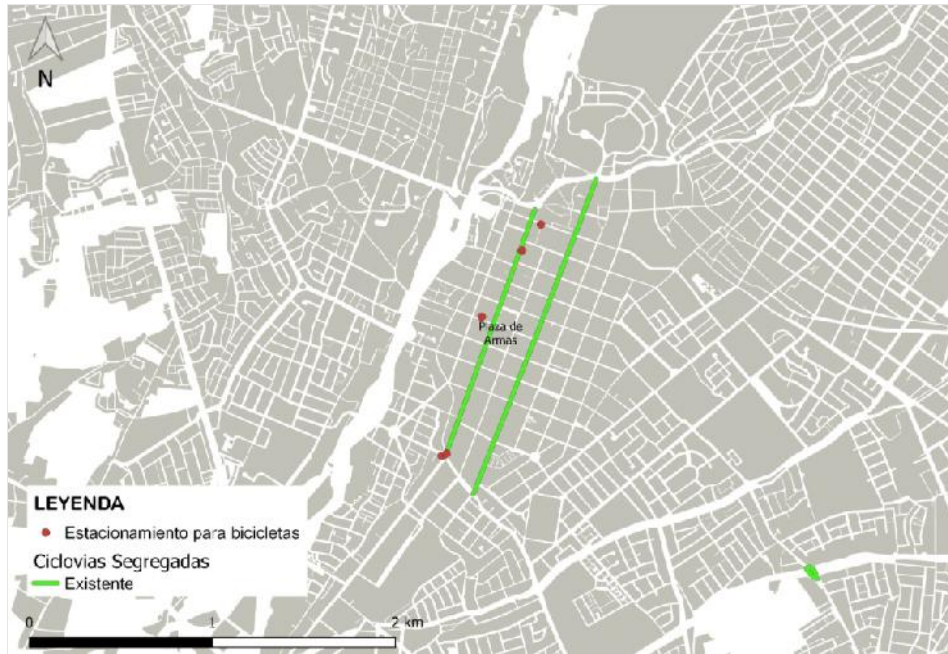 N
Plaza de
Armas
LEYENDA
Estacionamiento para bicicletas
Ciclovias Segregadas
Existente
0 1 2 km